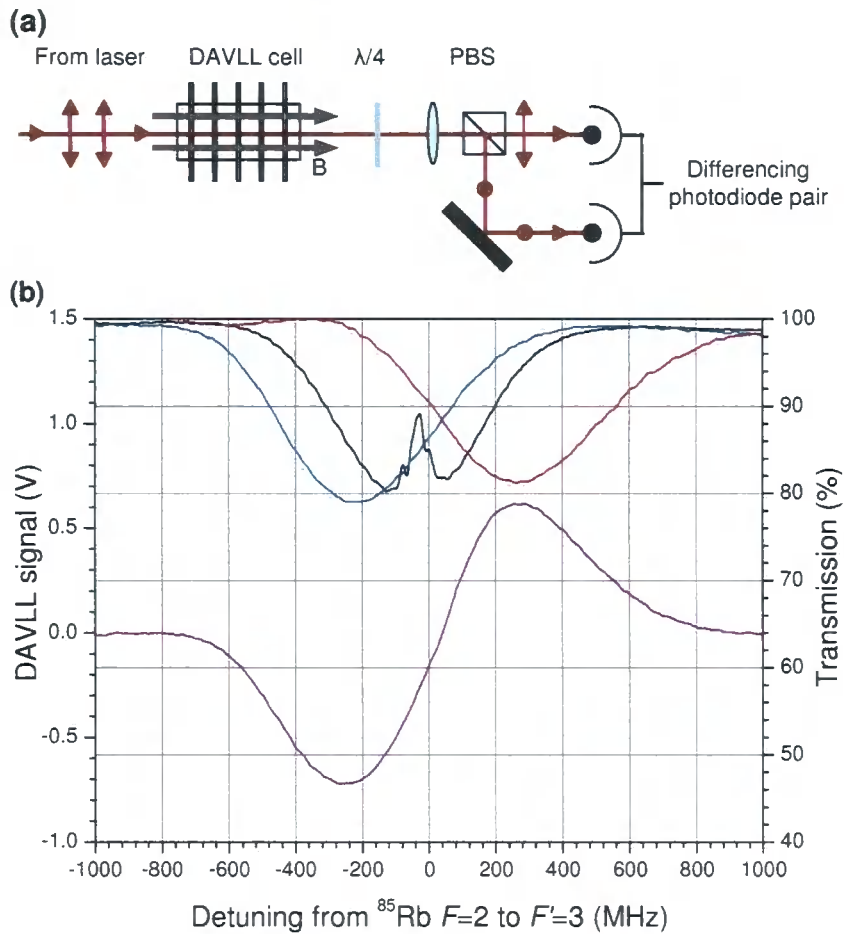 (a)
From laser
DAVLL cell
λ/4
PBS
B
Differencing
photodiode pair
(b)
DAVLL signal (V)
1.5
1.0
0.5
0.0
-0.5
-1.0
Transmission (%)
100
90
80
70
60
50
40
-1000 -800 -600 -400 -200 0 200 400 600 800 1000
Detuning from ⁸⁵Rb F=2 to F'=3 (MHz)